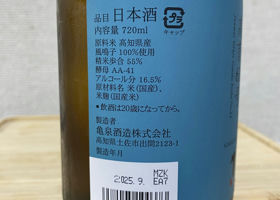 品目 日本酒
内容量 720ml
プラ
キャップ
原料米 高知県産
風鳴子 100%使用
精米歩合 55%
酵母 AA-41
アルコール分 16.5%
原材料名 米(国産)、
米麹(国産米)
●飲酒は20歳になってから。
製造者
亀泉酒造株式会社
高知県土佐市出間2123-1
製造年月
2025.9.
MZK
EA7